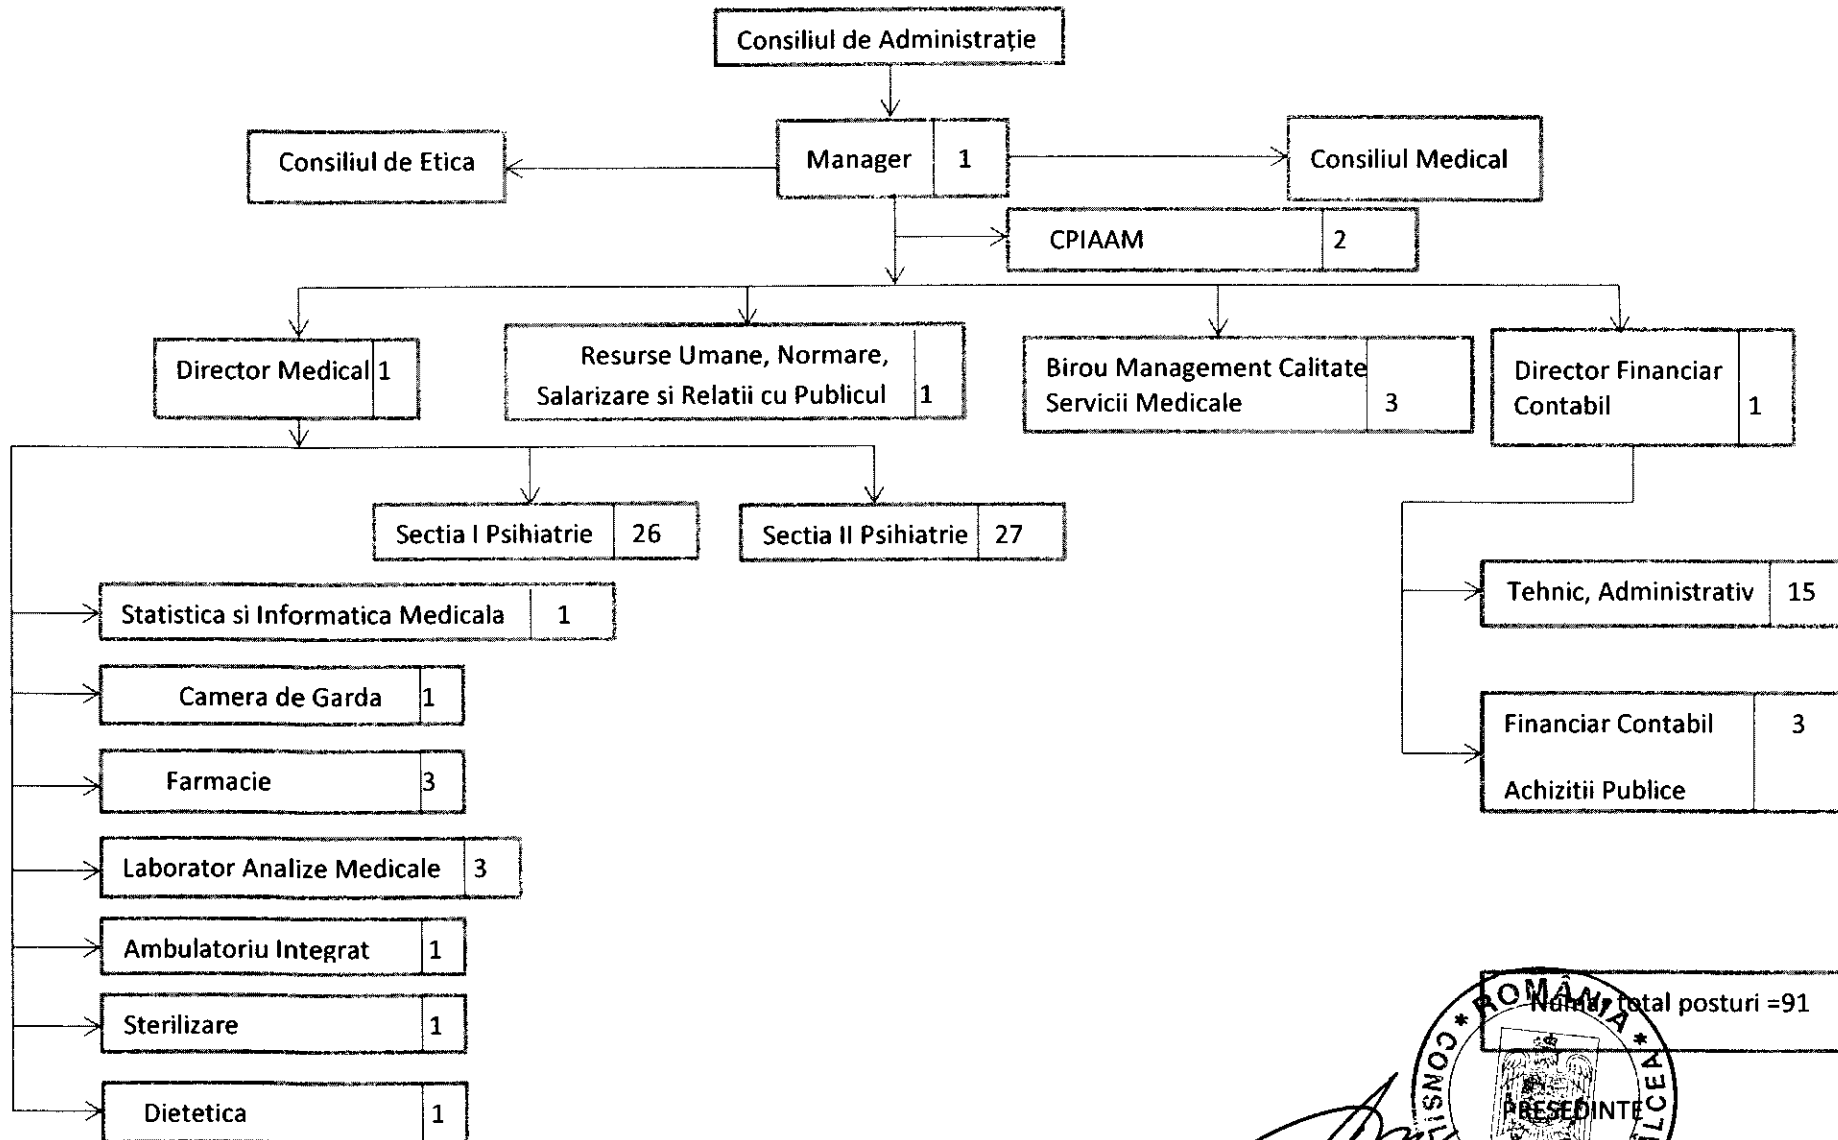 Consiliul de Administraţie
Consiliul de Etica
Manager 1
Consiliul Medical
CPIAAM 2
Director Medical 1
Resurse Umane, Normare,
Salarizare si Relatii cu Publicul 1
Birou Management Calitate
Servicii Medicale 3
Director Financiar
Contabil 1
Sectia I Psihiatrie 26
Sectia II Psihiatrie 27
Tehnic, Administrativ 15
Statistica si Informatica Medicala 1
Camera de Garda 1
Financiar Contabil 3
Achizitii Publice
Farmacie 3
Laborator Analize Medicale 3
Ambulatoriu Integrat 1
Sterilizare 1
Dietetica 1
Numar total posturi =91
* ROMÂNIA *
PRESEDINTE